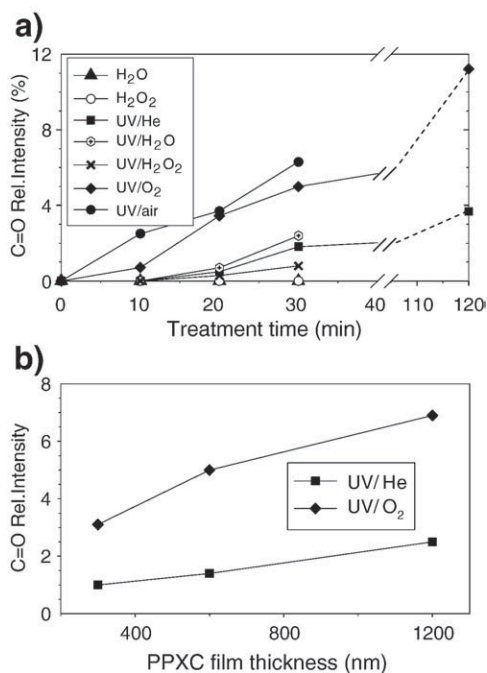 a)
C=O Rel.Intensity (%)
12
8
4
0
H₂O
H₂O₂
UV/He
UV/H₂O
UV/H₂O₂
UV/O₂
UV/air
0 10 20 30 40 110 120
Treatment time (min)
b)
C=O Rel.Intensity
8
6
4
2
0
UV/He
UV/O₂
400 800 1200
PPXC film thickness (nm)